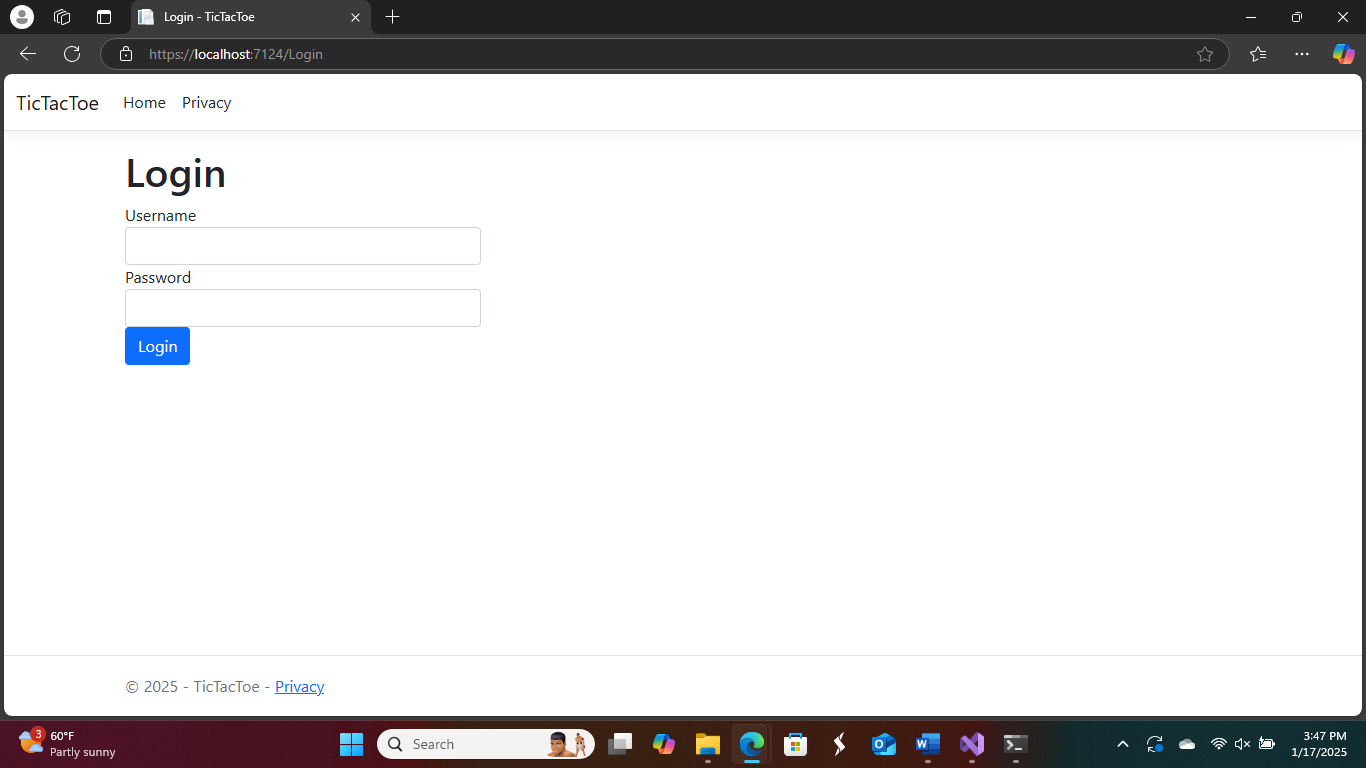 Login - TicTacToe
https://localhost:7124/Login
TicTacToe Home Privacy
Login
Username
Password
Login
© 2025 - TicTacToe - Privacy
3 60°F
Partly sunny
Search
3:47 PM
1/17/2025